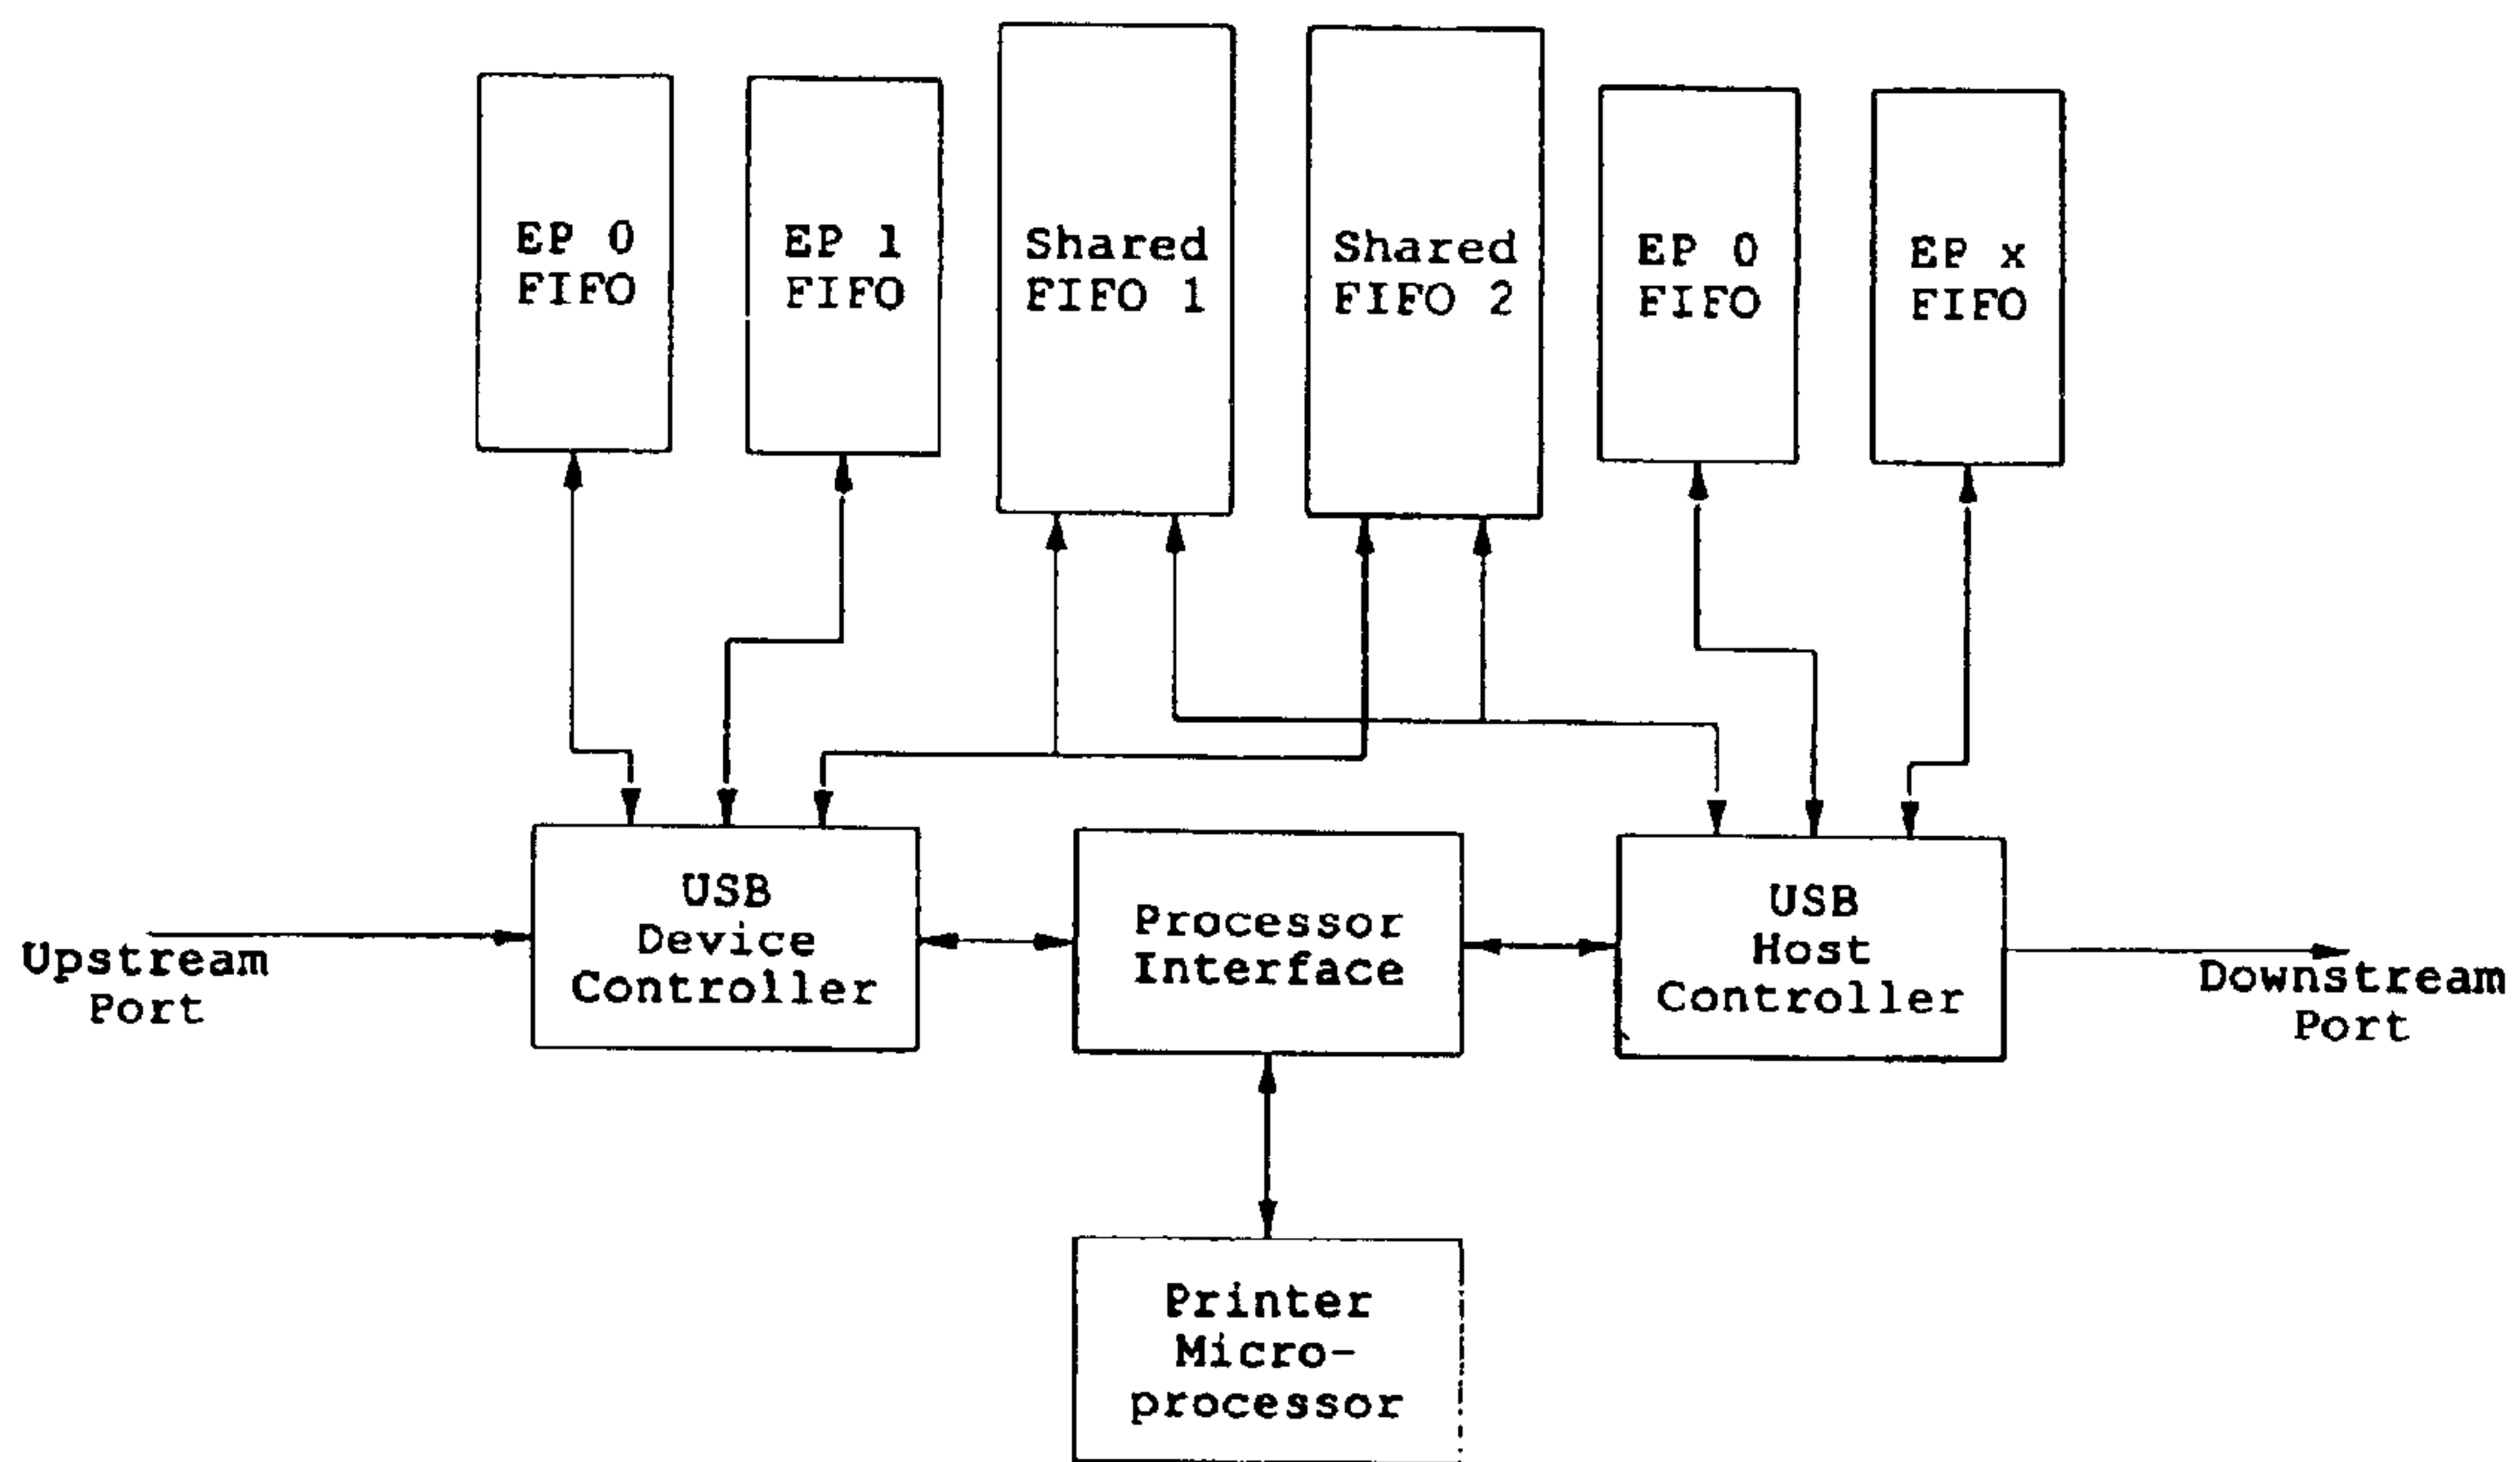 EP 0
FIFO
EP 1
FIFO
Shared
FIFO 1
Shared
FIFO 2
EP 0
FIFO
EP x
FIFO
Upstream
Port
USB
Device
Controller
Processor
Interface
USB
Host
Controller
Downstream
Port
Printer
Micro-
processor